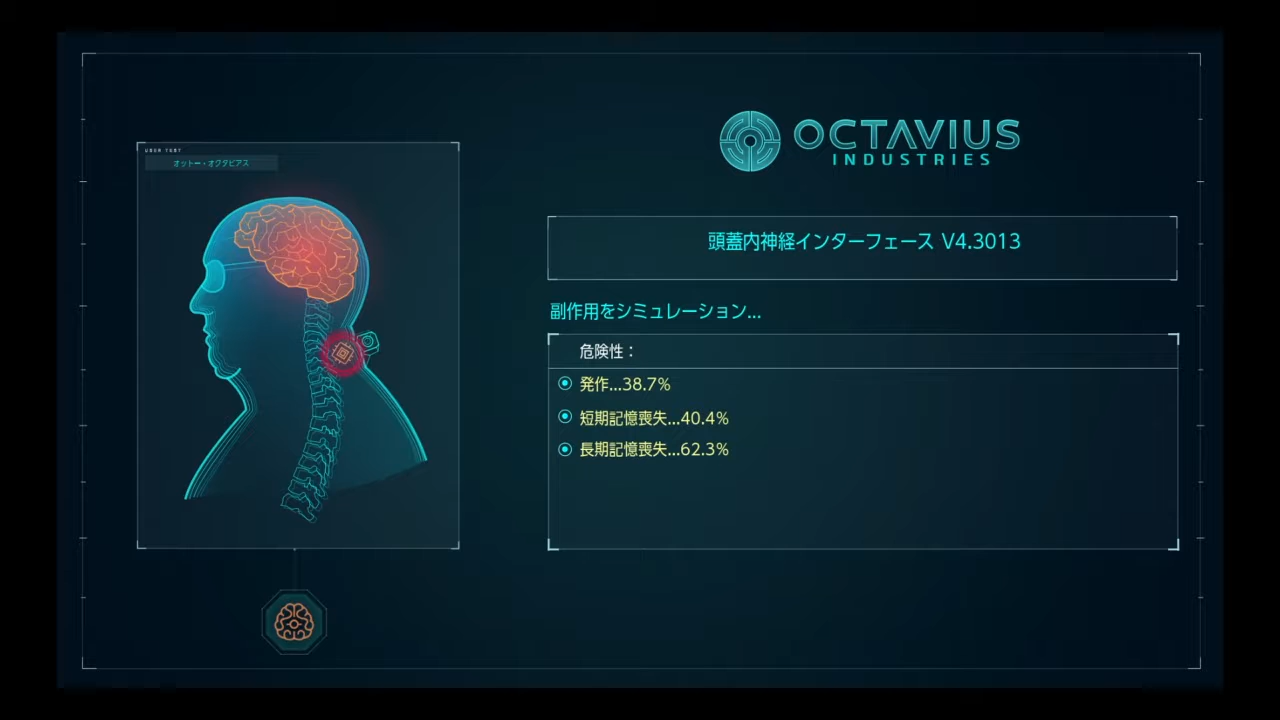 OCTAVIUS
INDUSTRIES
USER TEST
オットー・オクタビアス
頭蓋内神経インターフェース V4.3013
副作用をシミュレーション...
危険性：
発作...38.7%
短期記憶喪失...40.4%
長期記憶喪失...62.3%